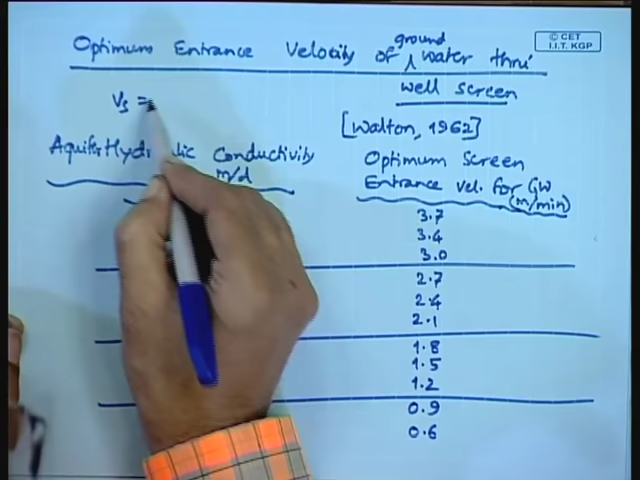 © CET
I.I.T. KGP
Optimum Entrance Velocity of ground water thru'
well screen
Vs =
[Walton, 1962]
Aquifer Conductivity
m/d
Optimum Screen
Entrance vel. for GW
(m/min)
3.7
3.4
3.0
2.7
2.4
2.1
1.8
1.5
1.2
0.9
0.6